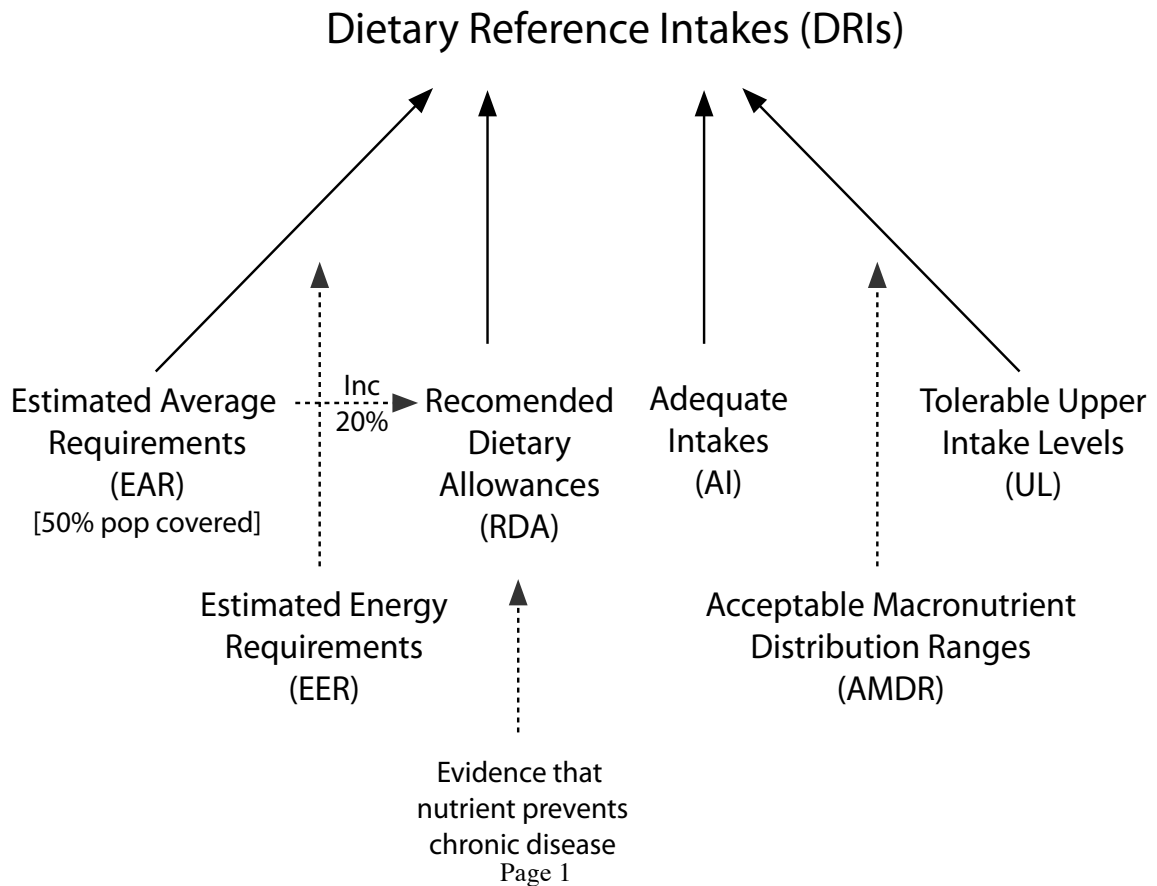 Dietary Reference Intakes (DRIs)
Estimated Average
Requirements
(EAR)
[50% pop covered]
Inc
20%
Recomended
Dietary
Allowances
(RDA)
Adequate
Intakes
(AI)
Tolerable Upper
Intake Levels
(UL)
Estimated Energy
Requirements
(EER)
Acceptable Macronutrient
Distribution Ranges
(AMDR)
Evidence that
nutrient prevents
chronic disease
Page 1